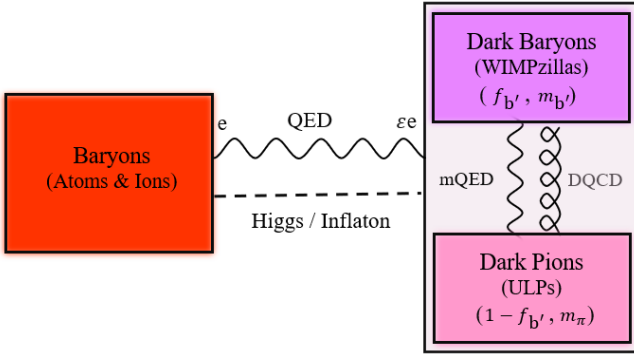 Dark Baryons
(WIMPzillas)
( f_b′ , m_b′)
e QED εe
Baryons
(Atoms & Ions)
mQED DQCD
Higgs / Inflaton
Dark Pions
(ULPs)
(1 − f_b′ , m_π)